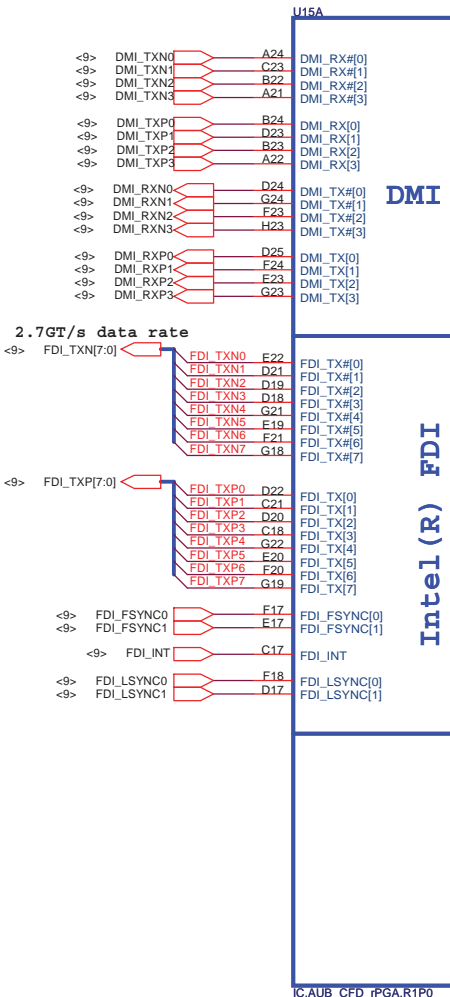 U15A
<9> DMI_TXN0 A24 DMI_RX#[0]
<9> DMI_TXN1 C23 DMI_RX#[1]
<9> DMI_TXN2 B22 DMI_RX#[2]
<9> DMI_TXN3 A21 DMI_RX#[3]
<9> DMI_TXP0 B24 DMI_RX[0]
<9> DMI_TXP1 D23 DMI_RX[1]
<9> DMI_TXP2 B23 DMI_RX[2]
<9> DMI_TXP3 A22 DMI_RX[3]
<9> DMI_RXN0 D24 DMI_TX#[0]
<9> DMI_RXN1 G24 DMI_TX#[1]
<9> DMI_RXN2 F23 DMI_TX#[2]
<9> DMI_RXN3 H23 DMI_TX#[3]
DMI
<9> DMI_RXP0 D25 DMI_TX[0]
<9> DMI_RXP1 F24 DMI_TX[1]
<9> DMI_RXP2 E23 DMI_TX[2]
<9> DMI_RXP3 G23 DMI_TX[3]
2.7GT/s data rate
<9> FDI_TXN[7:0]
FDI_TXN0 E22 FDI_TX#[0]
FDI_TXN1 D21 FDI_TX#[1]
FDI_TXN2 D19 FDI_TX#[2]
FDI_TXN3 D18 FDI_TX#[3]
FDI_TXN4 G21 FDI_TX#[4]
FDI_TXN5 E19 FDI_TX#[5]
FDI_TXN6 F21 FDI_TX#[6]
FDI_TXN7 G18 FDI_TX#[7]
<9> FDI_TXP[7:0]
FDI_TXP0 D22 FDI_TX[0]
FDI_TXP1 C21 FDI_TX[1]
FDI_TXP2 D20 FDI_TX[2]
FDI_TXP3 C18 FDI_TX[3]
FDI_TXP4 G22 FDI_TX[4]
FDI_TXP5 E20 FDI_TX[5]
FDI_TXP6 F20 FDI_TX[6]
FDI_TXP7 G19 FDI_TX[7]
Intel(R) FDI
<9> FDI_FSYNC0 F17 FDI_FSYNC[0]
<9> FDI_FSYNC1 E17 FDI_FSYNC[1]
<9> FDI_INT C17 FDI_INT
<9> FDI_LSYNC0 F18 FDI_LSYNC[0]
<9> FDI_LSYNC1 D17 FDI_LSYNC[1]
IC,AUB_CFD_rPGA,R1P0